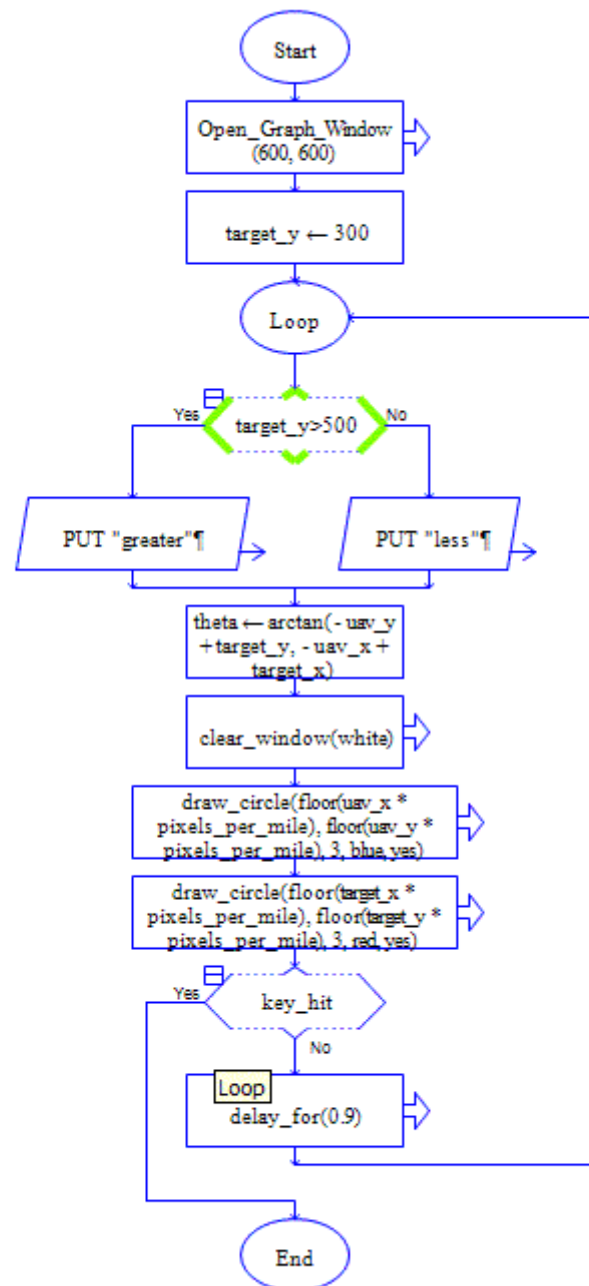 Start
Open_Graph_Window
(600, 600)
target_y ← 300
Loop
Yes
target_y>500
No
PUT "greater"¶
PUT "less"¶
theta ← arctan(- uav_y
+ target_y, - uav_x +
target_x)
clear_window(white)
draw_circle(floor(uav_x *
pixels_per_mile), floor(uav_y *
pixels_per_mile), 3, blue, yes)
draw_circle(floor(target_x *
pixels_per_mile), floor(target_y *
pixels_per_mile), 3, red, yes)
Yes
key_hit
No
Loop
delay_for(0.9)
End